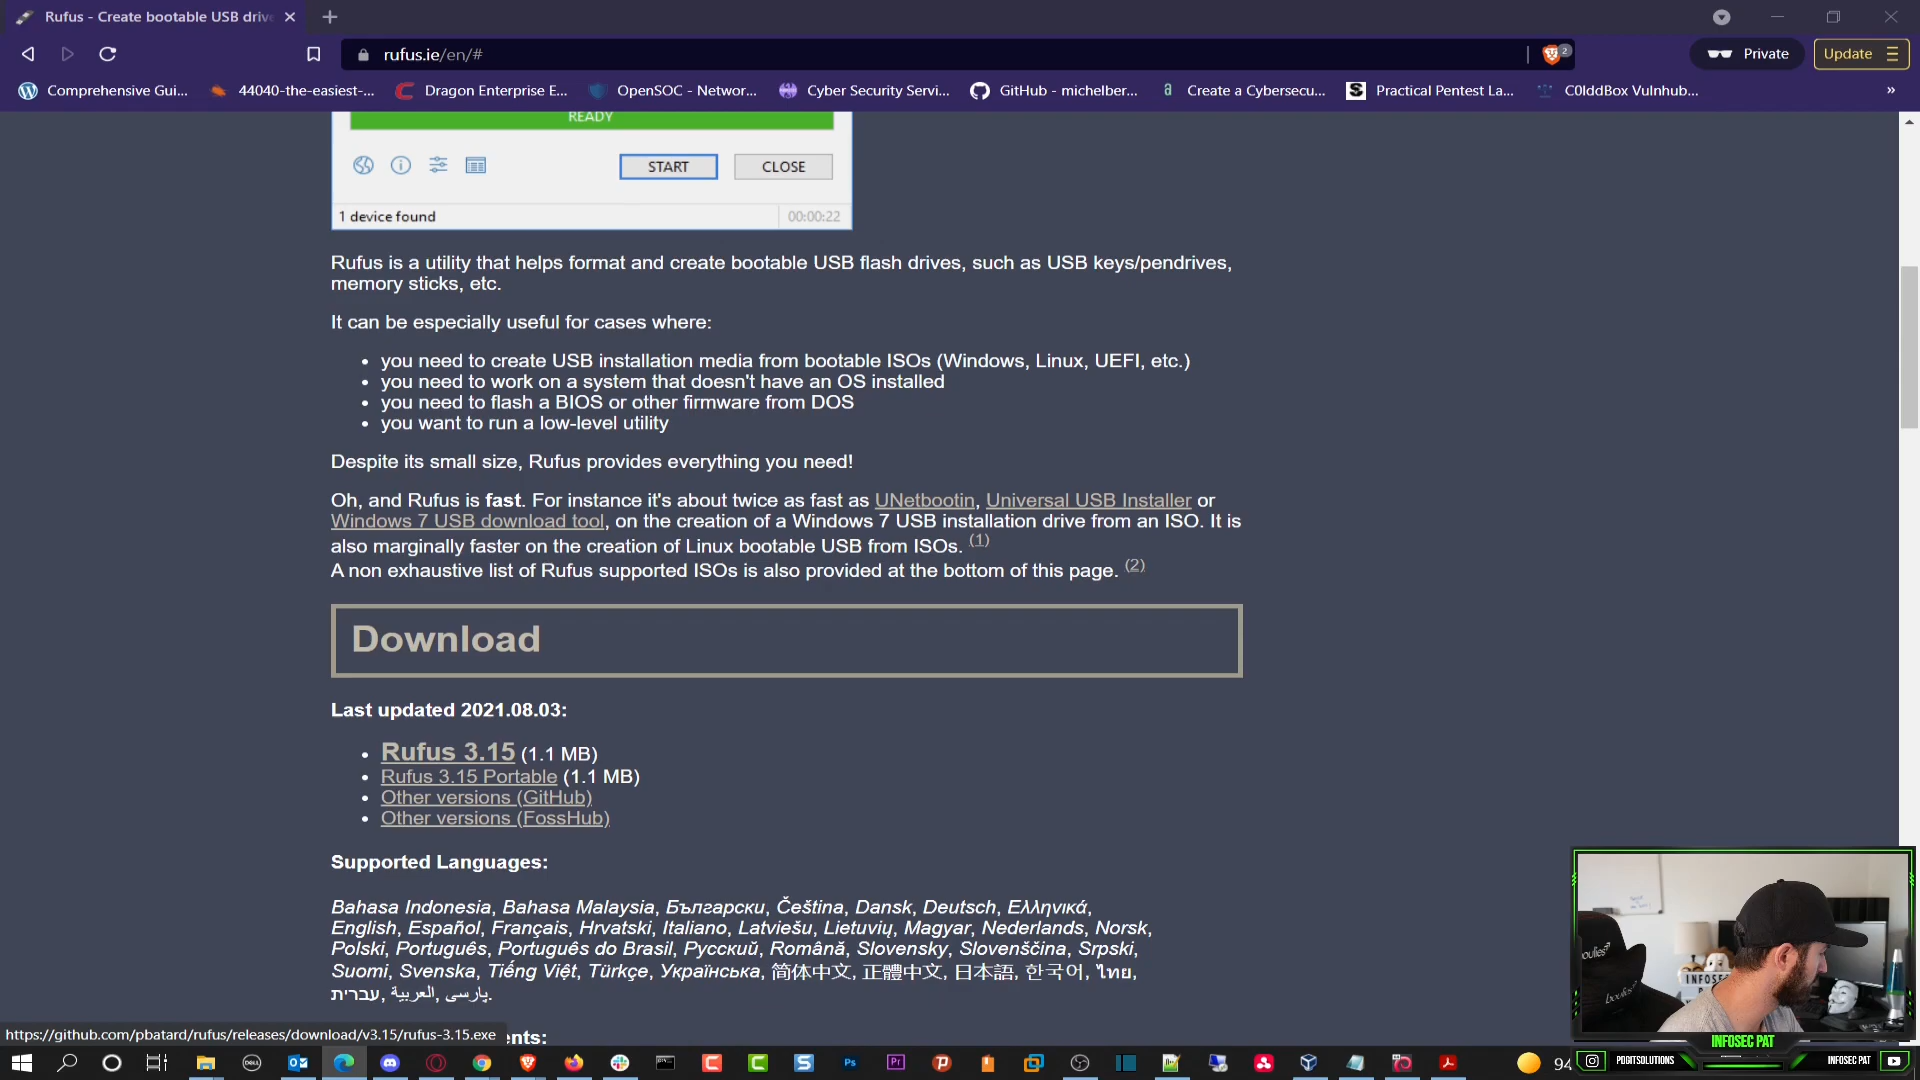 Rufus - Create bootable USB drive
rufus.ie/en/#
2
Private
Update
Comprehensive Gui...
44040-the-easiest-...
Dragon Enterprise E...
OpenSOC - Networ...
Cyber Security Servi...
GitHub - michelber...
Create a Cybersecu...
Practical Pentest La...
C0lddBox Vulnhub...
»
READY
START
CLOSE
1 device found
00:00:22
Rufus is a utility that helps format and create bootable USB flash drives, such as USB keys/pendrives,
memory sticks, etc.
It can be especially useful for cases where:
• you need to create USB installation media from bootable ISOs (Windows, Linux, UEFI, etc.)
• you need to work on a system that doesn't have an OS installed
• you need to flash a BIOS or other firmware from DOS
• you want to run a low-level utility
Despite its small size, Rufus provides everything you need!
Oh, and Rufus is fast. For instance it's about twice as fast as UNetbootin, Universal USB Installer or
Windows 7 USB download tool, on the creation of a Windows 7 USB installation drive from an ISO. It is
also marginally faster on the creation of Linux bootable USB from ISOs. (1)
A non exhaustive list of Rufus supported ISOs is also provided at the bottom of this page. (2)
Download
Last updated 2021.08.03:
• Rufus 3.15 (1.1 MB)
• Rufus 3.15 Portable (1.1 MB)
• Other versions (GitHub)
• Other versions (FossHub)
Supported Languages:
Bahasa Indonesia, Bahasa Malaysia, Български, Čeština, Dansk, Deutsch, Ελληνικά,
English, Español, Français, Hrvatski, Italiano, Latviešu, Lietuvių, Magyar, Nederlands, Norsk,
Polski, Português, Português do Brasil, Русский, Română, Slovensky, Slovenščina, Srpski,
Suomi, Svenska, Tiếng Việt, Türkçe, Українська, 简体中文, 正體中文, 日本語, 한국어, ไทย,
עברית, العربية, پارسی.
https://github.com/pbatard/rufus/releases/download/v3.15/rufus-3.15.exe
ents:
INFOSEC
boulies
INFOSEC PAT
DELL
Ps
Pr
94
PDDITSOLUTIONS
INFOSEC PAT